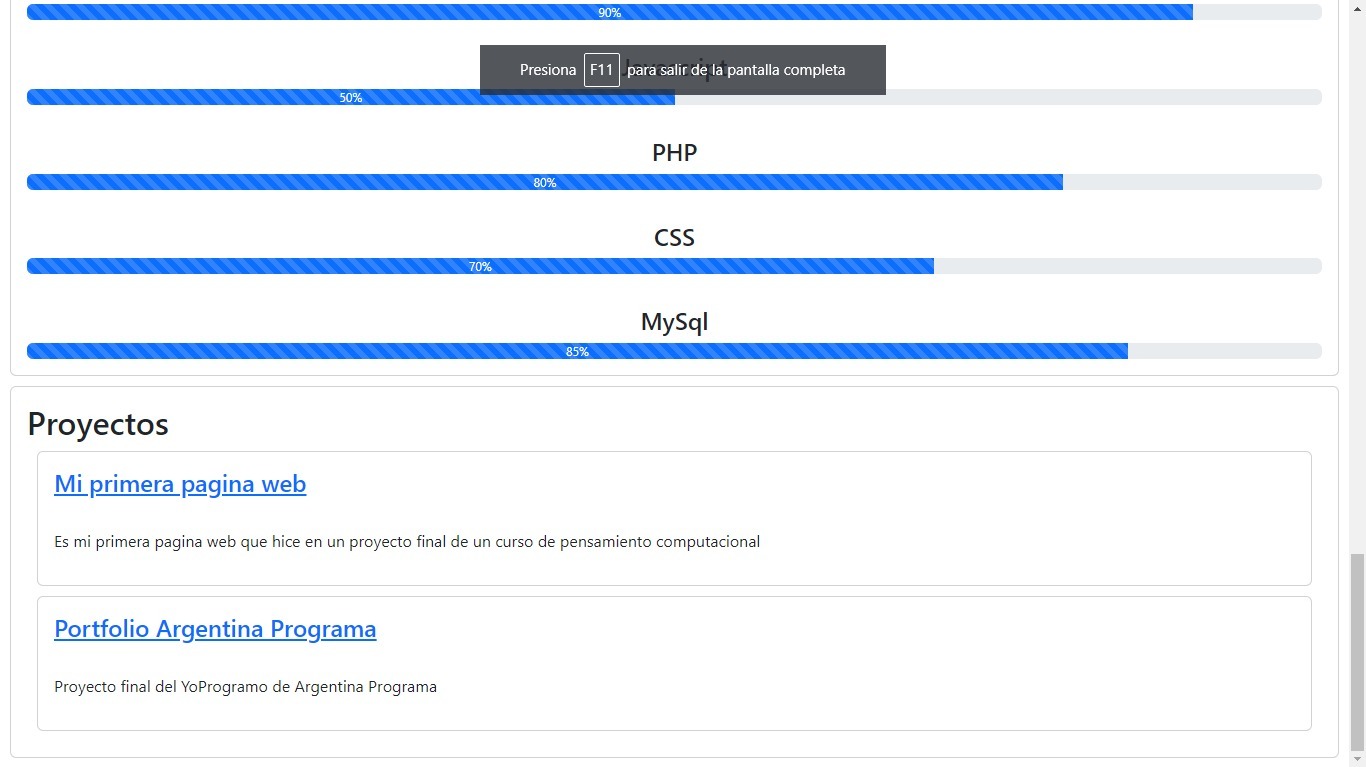 90%
Presiona F11 para salir de la pantalla completa
50%
PHP
80%
CSS
70%
MySql
85%
Proyectos
Mi primera pagina web
Es mi primera pagina web que hice en un proyecto final de un curso de pensamiento computacional
Portfolio Argentina Programa
Proyecto final del YoProgramo de Argentina Programa